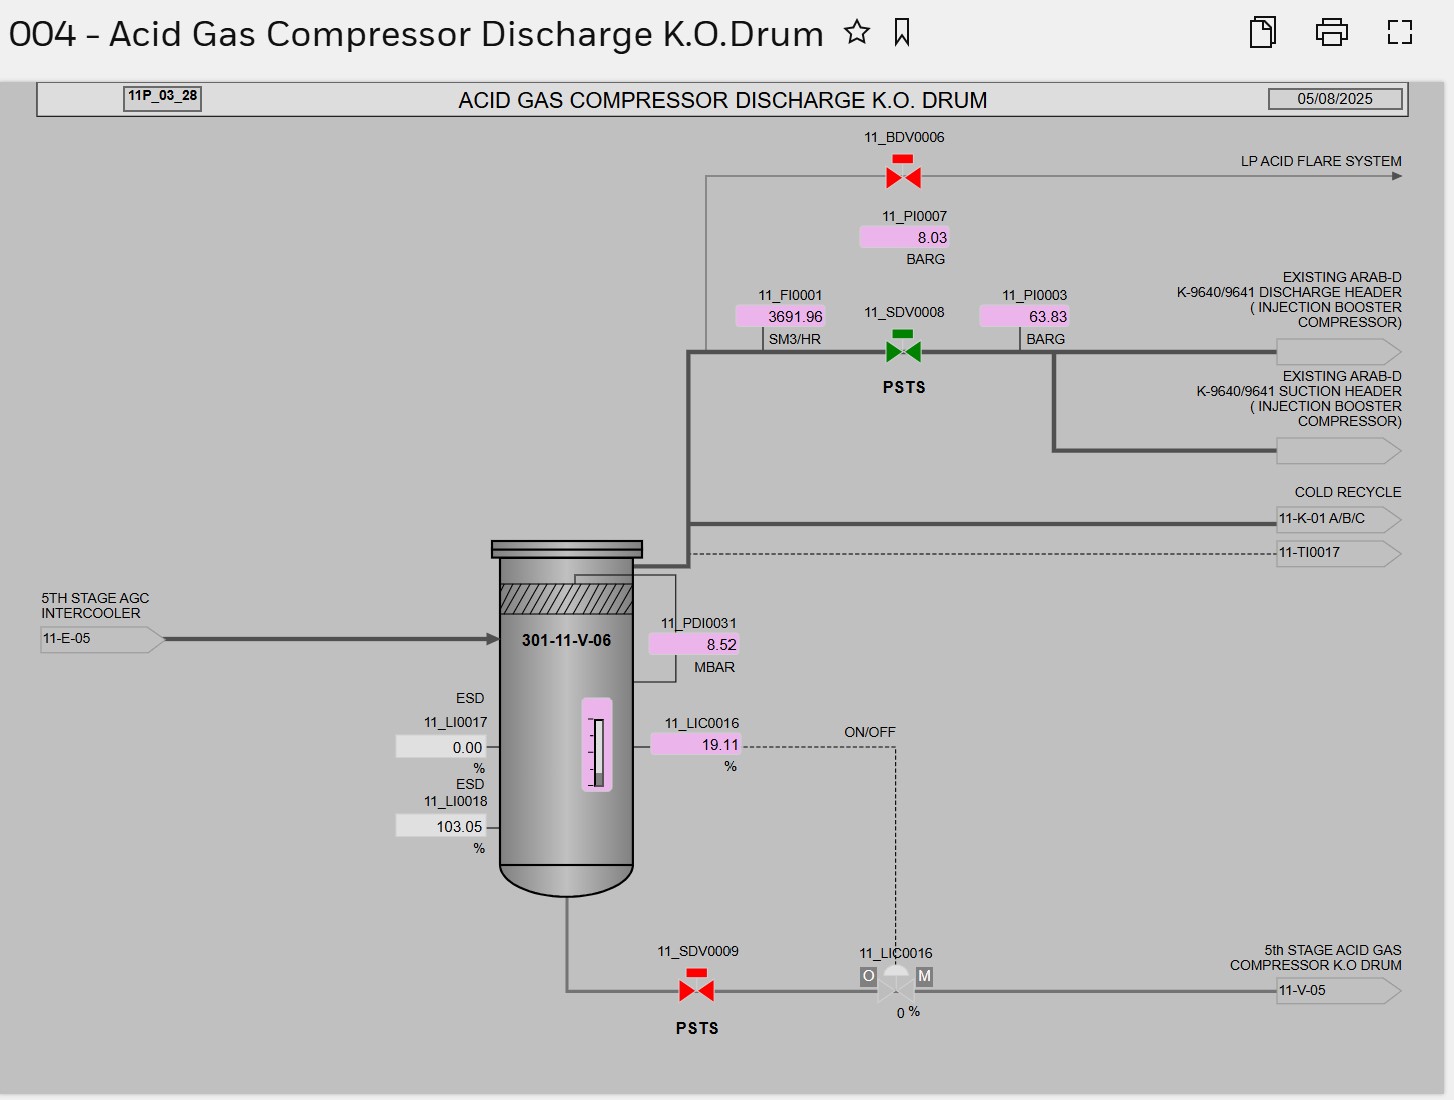 004 - Acid Gas Compressor Discharge K.O.Drum
11P_03_28
ACID GAS COMPRESSOR DISCHARGE K.O. DRUM
05/08/2025
11_BDV0006
LP ACID FLARE SYSTEM
11_PI0007
8.03
BARG
11_FI0001
3691.96
SM3/HR
11_SDV0008
PSTS
11_PI0003
63.83
BARG
EXISTING ARAB-D
K-9640/9641 DISCHARGE HEADER
( INJECTION BOOSTER
COMPRESSOR)
EXISTING ARAB-D
K-9640/9641 SUCTION HEADER
( INJECTION BOOSTER
COMPRESSOR)
COLD RECYCLE
11-K-01 A/B/C
11-TI0017
5TH STAGE AGC
INTERCOOLER
11-E-05
301-11-V-06
11_PDI0031
8.52
MBAR
ESD
11_LI0017
0.00
%
ESD
11_LI0018
103.05
%
11_LIC0016
19.11
%
ON/OFF
11_SDV0009
PSTS
11_LIC0016
O
M
0 %
5th STAGE ACID GAS
COMPRESSOR K.O DRUM
11-V-05